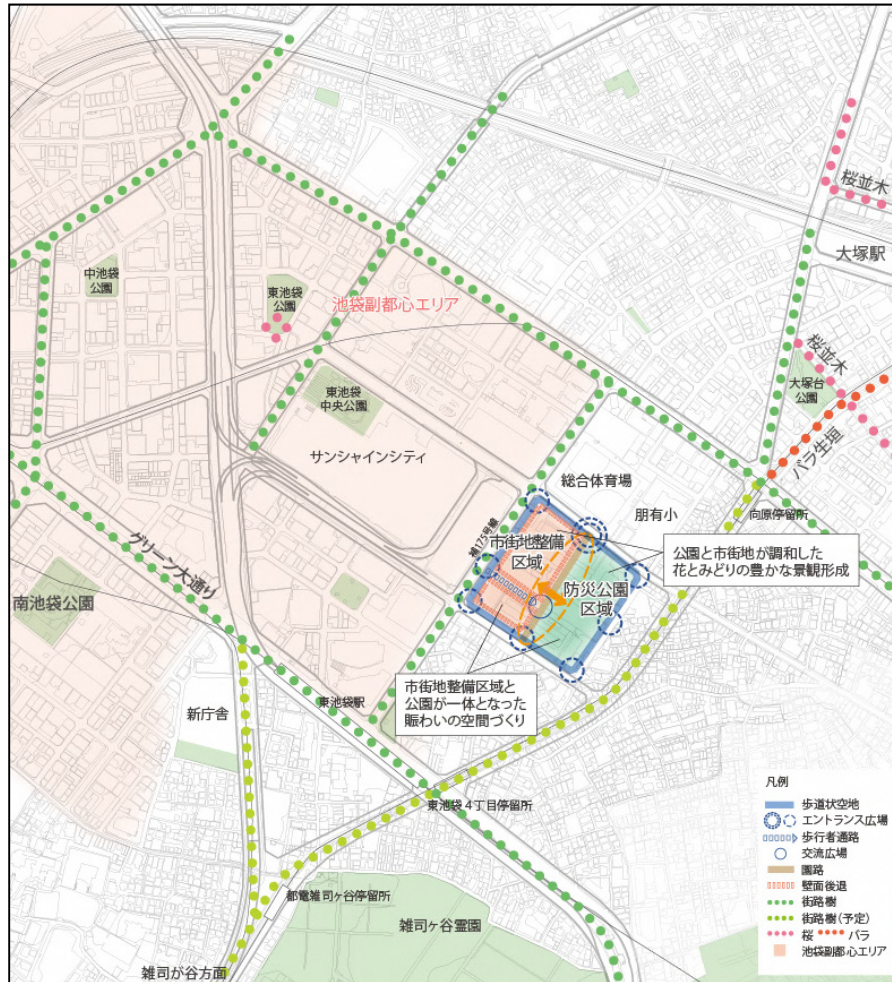 桜並木
大塚駅
中池袋
公園
東池袋
公園
池袋副都心エリア
桜並木
東池袋
中央公園
大塚台
公園
バラ生垣
サンシャインシティ
総合体育場
補175号線
朋有小
向原停留所
市街地整備
区域
公園と市街地が調和した
花とみどりの豊かな景観形成
グリーン大通り
防災公園
区域
南池袋公園
市街地整備区域と
公園が一体となった
賑わいの空間づくり
東池袋駅
新庁舎
凡例
歩道状空地
エントランス広場
歩行者通路
交流広場
園路
壁面後退
街路樹
街路樹(予定)
桜 バラ
池袋副都心エリア
東池袋4丁目停留所
都電雑司ヶ谷停留所
雑司ヶ谷霊園
雑司が谷方面